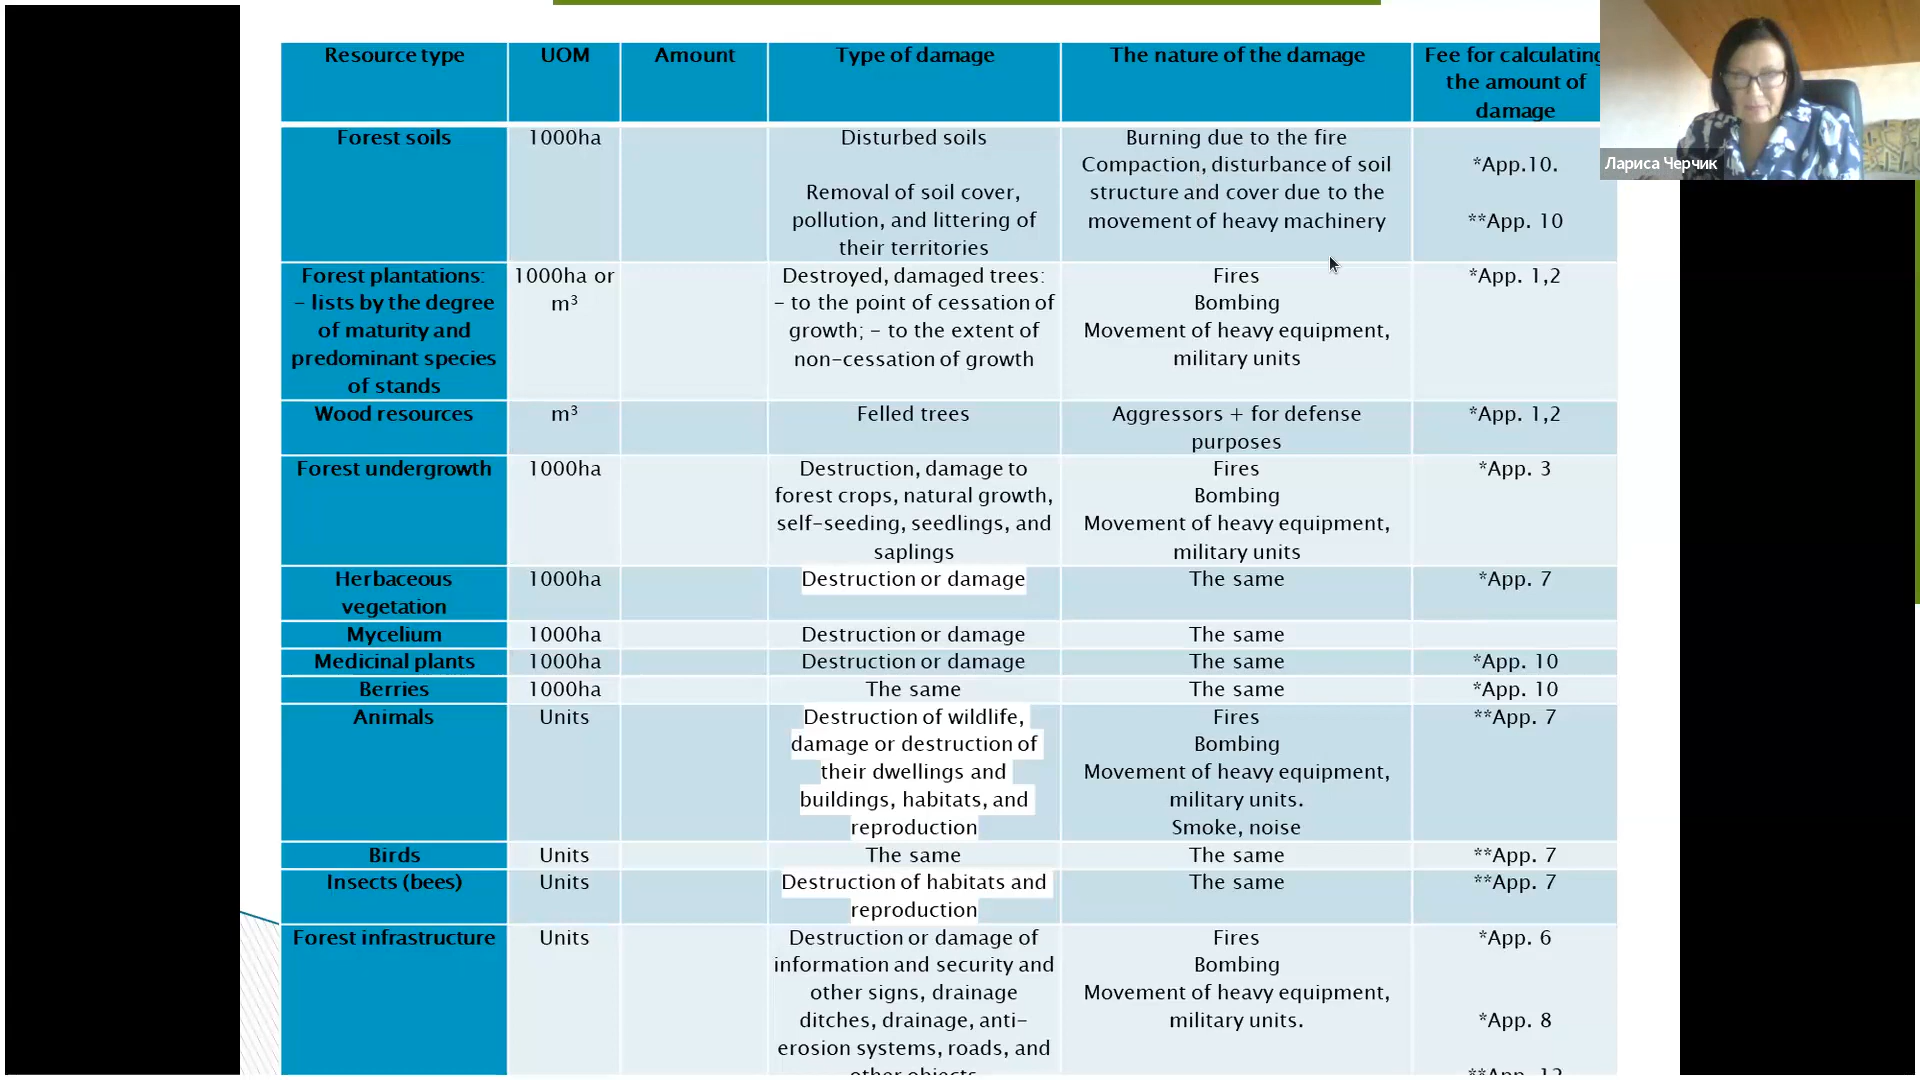 Resource type
UOM
Amount
Type of damage
The nature of the damage
Fee for calculating
the amount of
damage
Лариса Черчик
Forest soils
1000ha
Disturbed soils
Removal of soil cover,
pollution, and littering of
their territories
Burning due to the fire
Compaction, disturbance of soil
structure and cover due to the
movement of heavy machinery
*App.10.
**App. 10
Forest plantations:
- lists by the degree
of maturity and
predominant species
of stands
1000ha or
m³
Destroyed, damaged trees:
- to the point of cessation of
growth; - to the extent of
non-cessation of growth
Fires
Bombing
Movement of heavy equipment,
military units
*App. 1,2
Wood resources
m³
Felled trees
Aggressors + for defense
purposes
*App. 1,2
Forest undergrowth
1000ha
Destruction, damage to
forest crops, natural growth,
self-seeding, seedlings, and
saplings
Fires
Bombing
Movement of heavy equipment,
military units
*App. 3
Herbaceous
vegetation
1000ha
Destruction or damage
The same
*App. 7
Mycelium
1000ha
Destruction or damage
The same
Medicinal plants
1000ha
Destruction or damage
The same
*App. 10
Berries
1000ha
The same
The same
*App. 10
Animals
Units
Destruction of wildlife,
damage or destruction of
their dwellings and
buildings, habitats, and
reproduction
Fires
Bombing
Movement of heavy equipment,
military units.
Smoke, noise
**App. 7
Birds
Units
The same
The same
**App. 7
Insects (bees)
Units
Destruction of habitats and
reproduction
The same
**App. 7
Forest infrastructure
Units
Destruction or damage of
information and security and
other signs, drainage
ditches, drainage, anti-
erosion systems, roads, and
other objects
Fires
Bombing
Movement of heavy equipment,
military units.
*App. 6
*App. 8
**App. 12